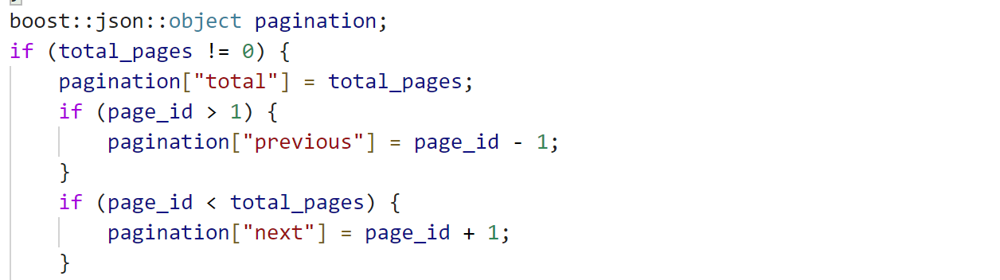 boost::json::object pagination;
if (total_pages != 0) {
    pagination["total"] = total_pages;
    if (page_id > 1) {
        pagination["previous"] = page_id - 1;
    }
    if (page_id < total_pages) {
        pagination["next"] = page_id + 1;
    }